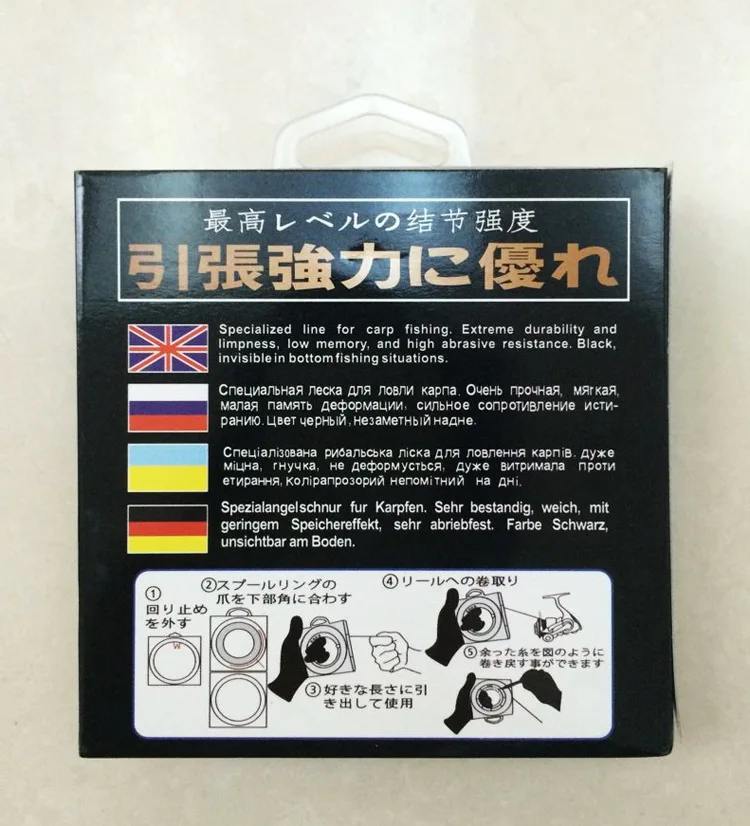 最高レベルの结节强度
引張強力に優れ
Specialized line for carp fishing. Extreme durability and
limpness, low memory, and high abrasive resistance. Black,
invisible in bottom fishing situations.
Специальная леска для ловли карпа. Очень прочная, мягкая,
малая память деформации, сильное сопротивление исти-
ранию. Цвет черный, незаметный надне.
Спеціалізована рибальська ліска для ловлення карпів. дуже
міцна, гнучка, не деформується, дуже витримала проти
етирання, колірапрозорий непомітний на дні.
Spezialangelschnur fur Karpfen. Sehr bestandig, weich, mit
geringem Speichereffekt, sehr abriebfest. Farbe Schwarz,
unsichtbar am Boden.
①
回り止め
を外す
②スプールリングの
爪を下部角に合わす
③好きな長さに引
き出して使用
④リールへの巻取り
⑤余った糸を図のように
巻き戻す事ができます